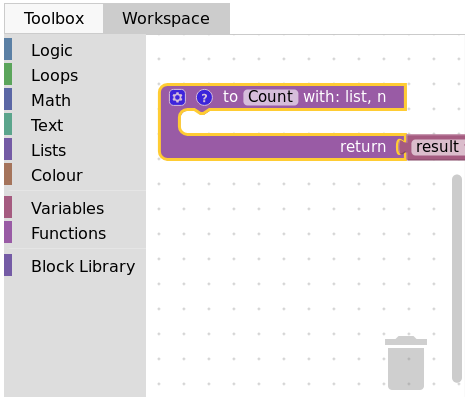 Toolbox
Workspace
Logic
Loops
Math
Text
Lists
Colour
Variables
Functions
Block Library
? to Count with: list, n
return result